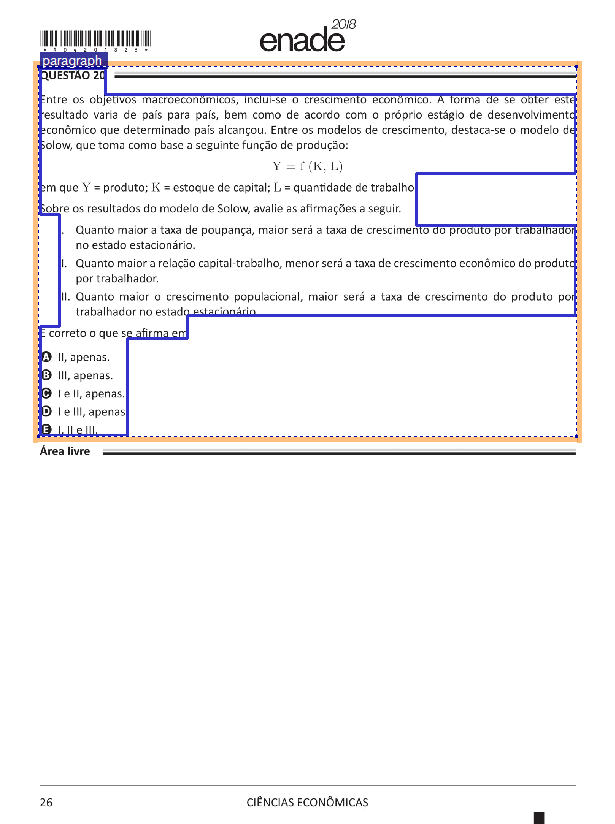 *R04201826*
enade 2018
paragraph
QUESTÃO 20
Entre os objetivos macroeconômicos, inclui-se o crescimento econômico. A forma de se obter este
resultado varia de país para país, bem como de acordo com o próprio estágio de desenvolvimento
econômico que determinado país alcançou. Entre os modelos de crescimento, destaca-se o modelo de
Solow, que toma como base a seguinte função de produção:
Y = f (K, L)
em que Y = produto; K = estoque de capital; L = quantidade de trabalho
Sobre os resultados do modelo de Solow, avalie as afirmações a seguir.
I. Quanto maior a taxa de poupança, maior será a taxa de crescimento do produto por trabalhador
no estado estacionário.
II. Quanto maior a relação capital-trabalho, menor será a taxa de crescimento econômico do produto
por trabalhador.
III. Quanto maior o crescimento populacional, maior será a taxa de crescimento do produto por
trabalhador no estado estacionário.
É correto o que se afirma em
A II, apenas.
B III, apenas.
C I e II, apenas.
D I e III, apenas.
E I, II e III.
Área livre
26 CIÊNCIAS ECONÔMICAS